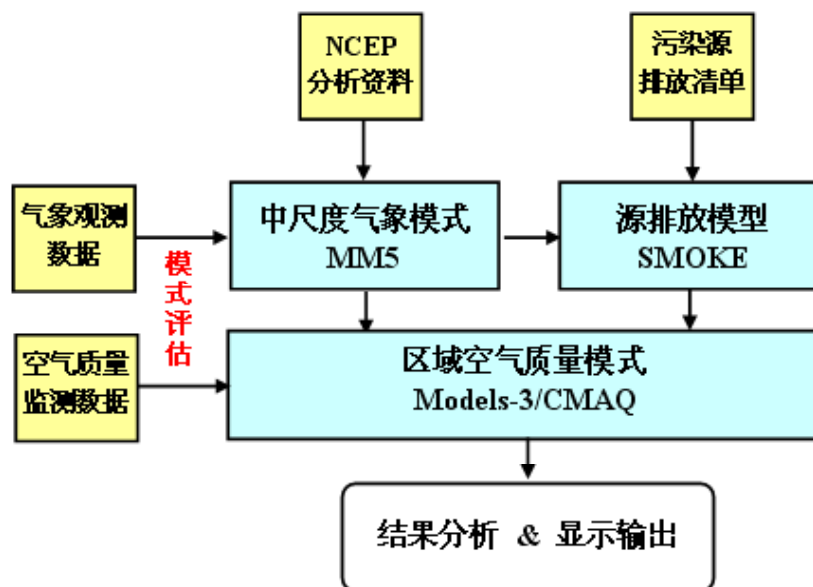 NCEP
分析资料
污染源
排放清单
气象观测
数据
中尺度气象模式
MM5
源排放模型
SMOKE
模
式
评
估
空气质量
监测数据
区域空气质量模式
Models-3/CMAQ
结果分析 & 显示输出